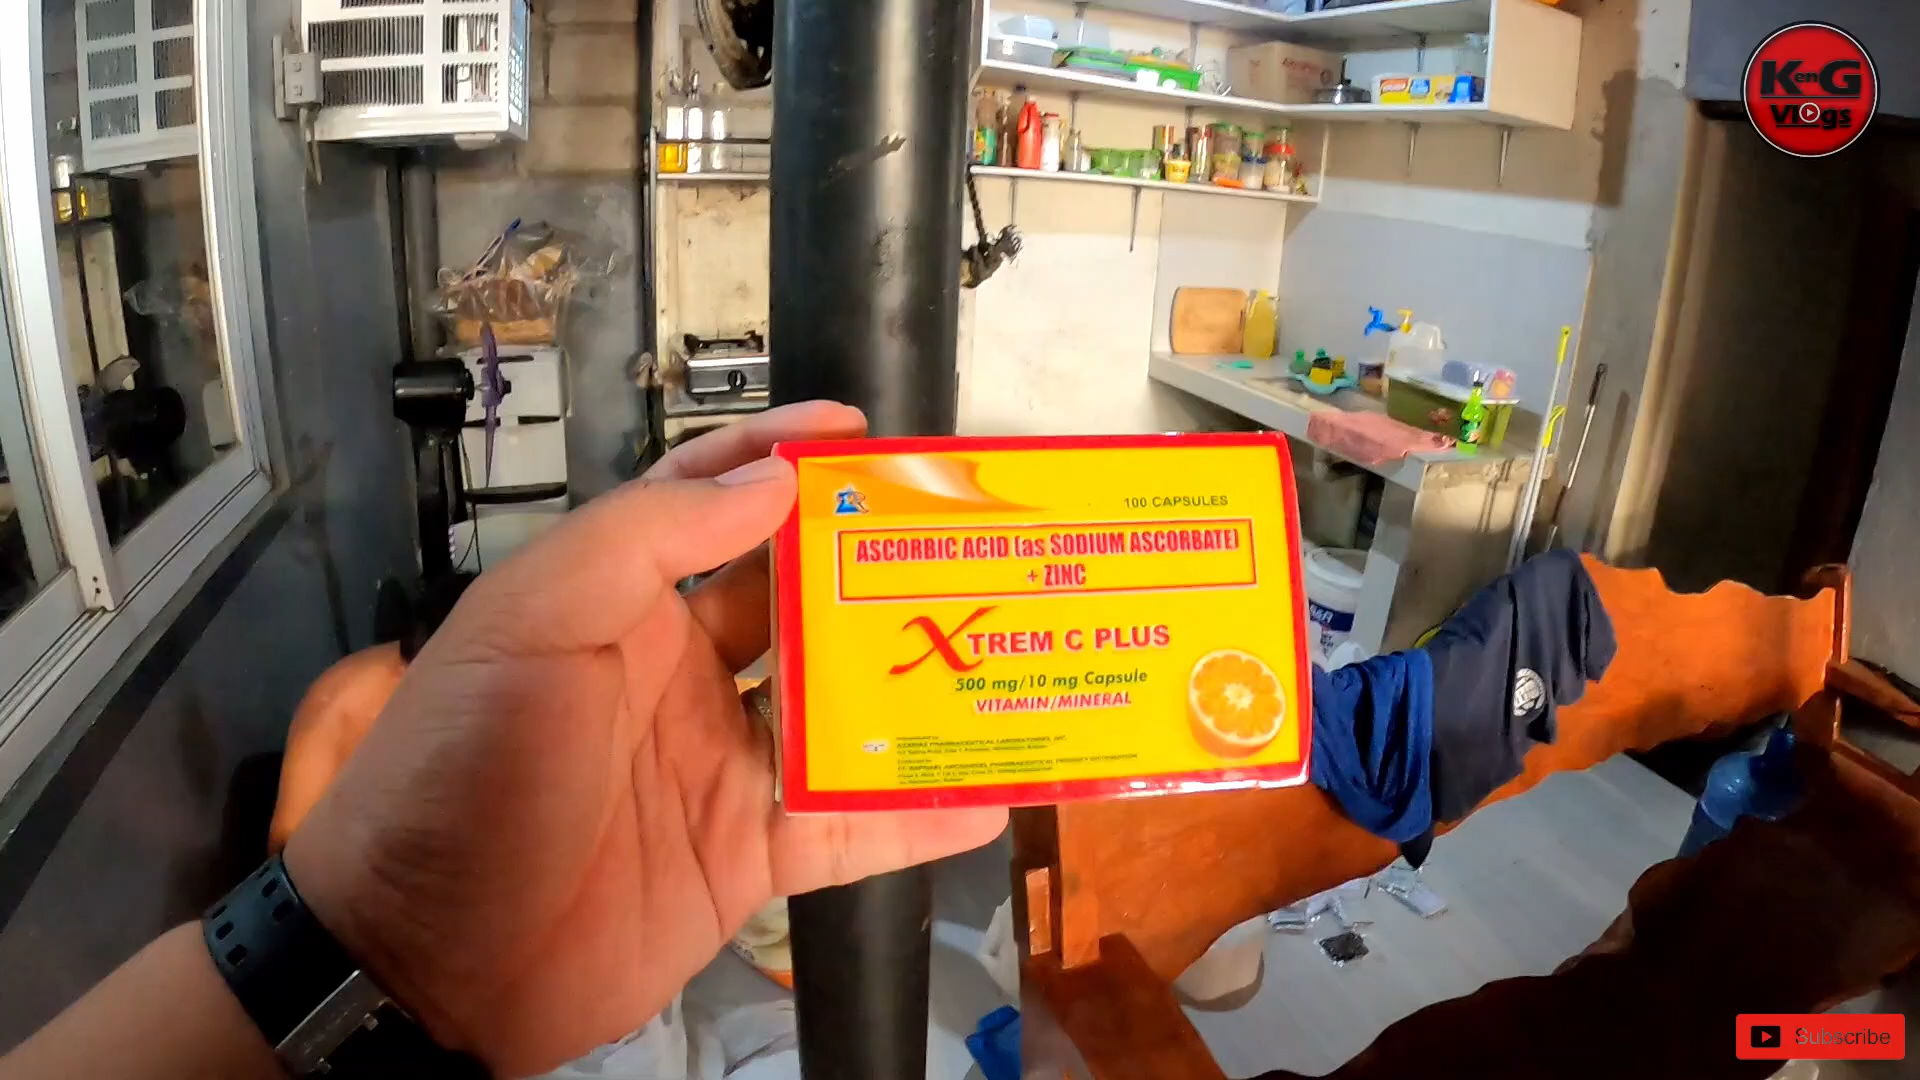 KenG
Vlogs
100 CAPSULES
ASCORBIC ACID (as SODIUM ASCORBATE)
+ ZINC
XTREM C PLUS
500 mg/10 mg Capsule
VITAMIN/MINERAL
Subscribe